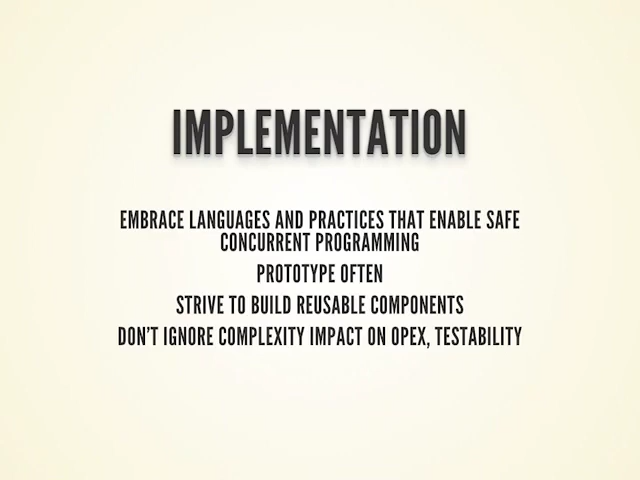 IMPLEMENTATION
EMBRACE LANGUAGES AND PRACTICES THAT ENABLE SAFE
CONCURRENT PROGRAMMING
PROTOTYPE OFTEN
STRIVE TO BUILD REUSABLE COMPONENTS
DON'T IGNORE COMPLEXITY IMPACT ON OPEX, TESTABILITY